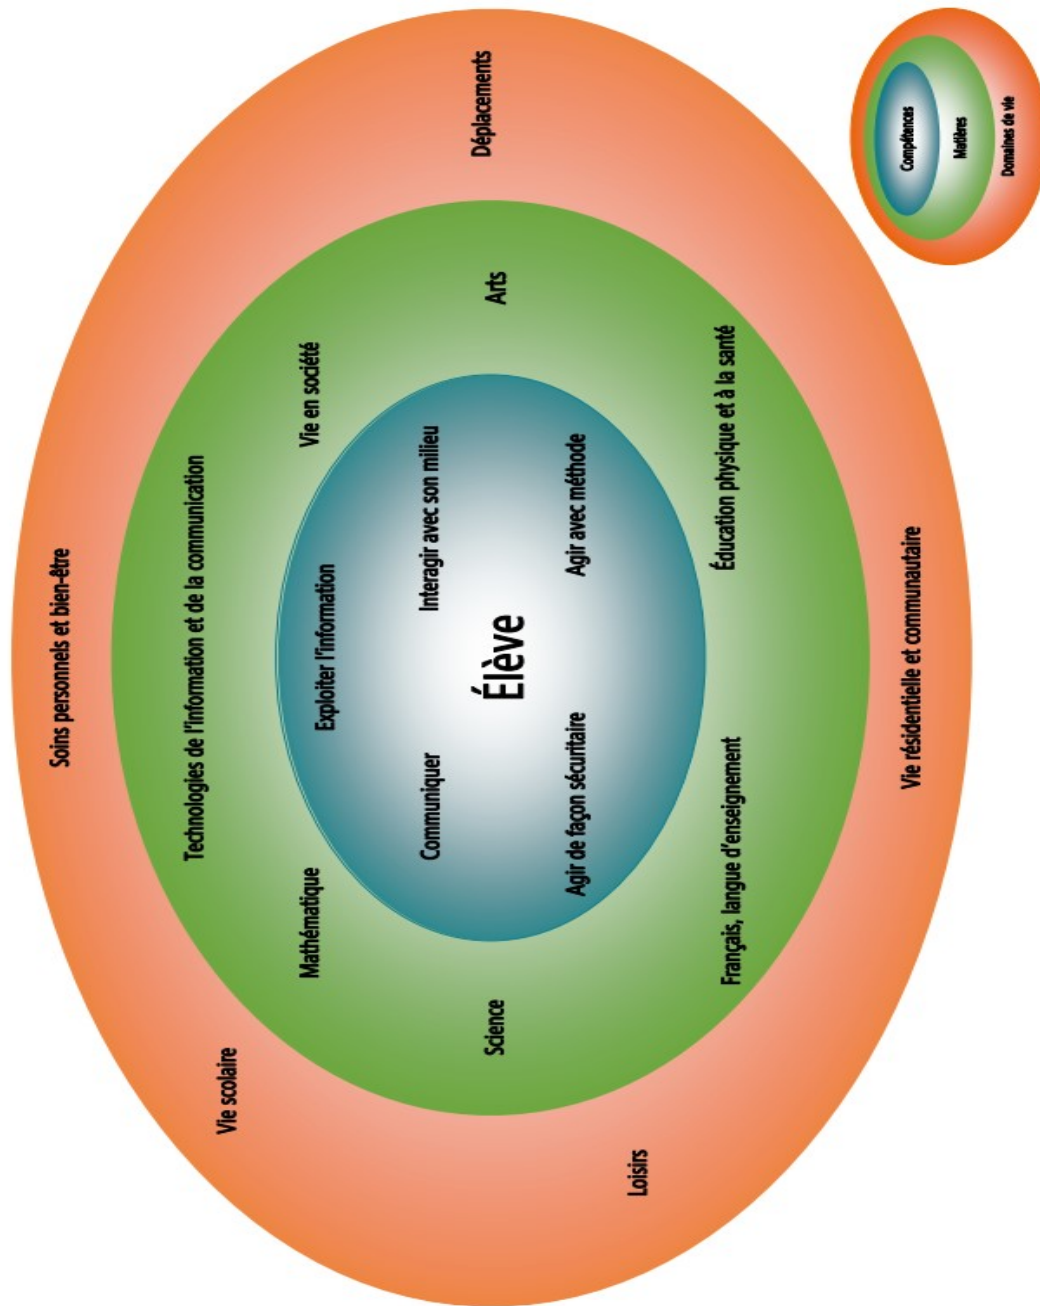 Soins personnels et bien-être
Vie scolaire
Technologies de l'information et de la communication
Mathématique
Vie en société
Exploiter l'information
Communiquer
Interagir avec son milieu
Science
Élève
Arts
Déplacements
Agir de façon sécuritaire
Agir avec méthode
Loisirs
Français, langue d'enseignement
Éducation physique et à la santé
Vie résidentielle et communautaire
Compétences
Matières
Domaines de vie